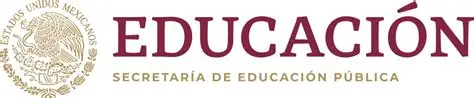 ESTADOS UNIDOS MEXICANOS
EDUCACIÓN
SECRETARÍA DE EDUCACIÓN PÚBLICA